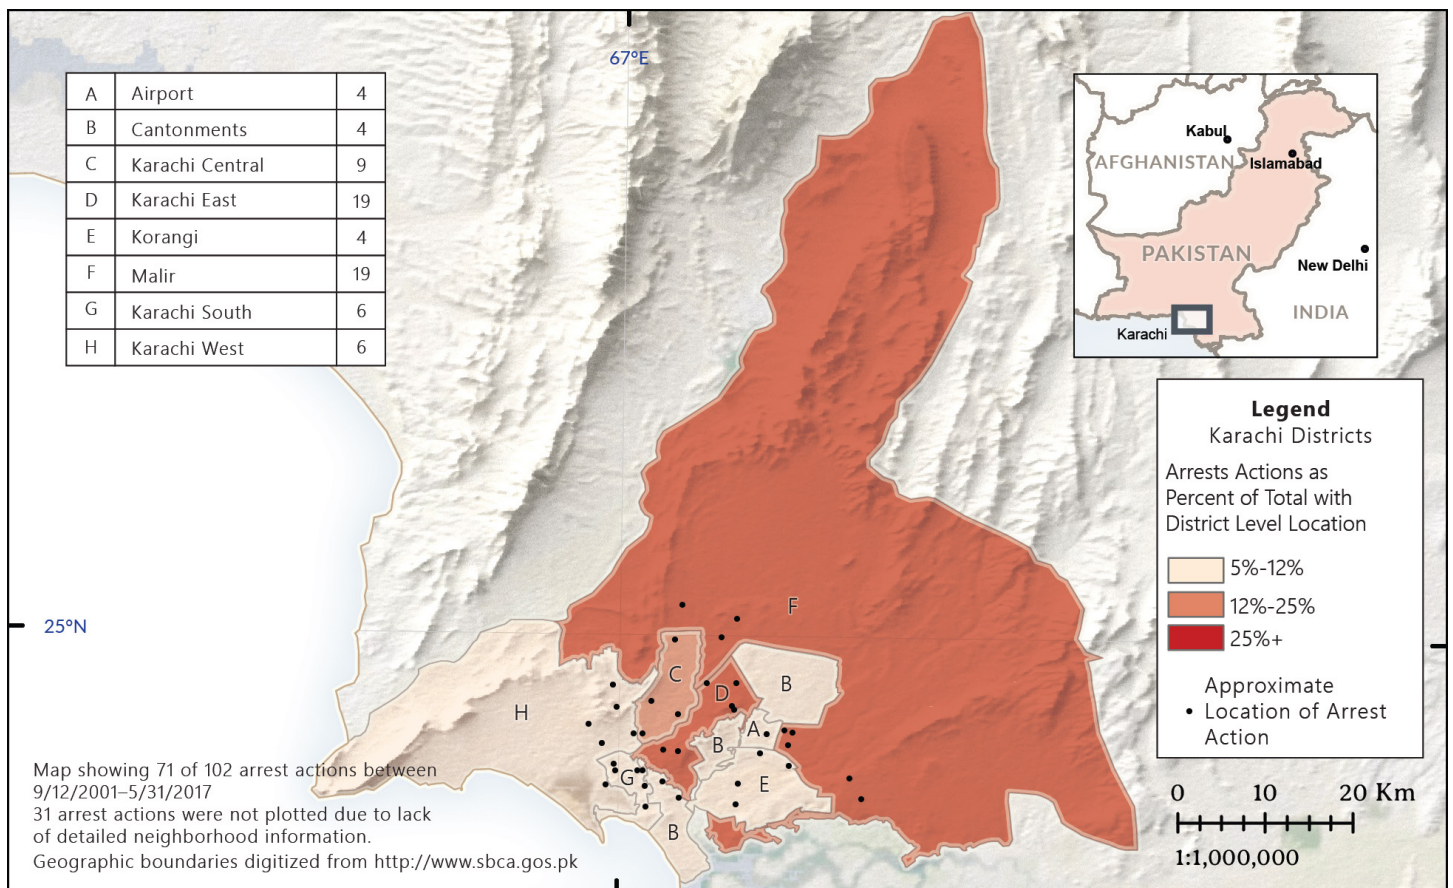 67°E
A Airport 4
B Cantonments 4
C Karachi Central 9
D Karachi East 19
E Korangi 4
F Malir 19
G Karachi South 6
H Karachi West 6
Kabul
AFGHANISTAN
Islamabad
PAKISTAN
New Delhi
INDIA
Karachi
Legend
Karachi Districts
Arrests Actions as
Percent of Total with
District Level Location
5%-12%
12%-25%
25%+
Approximate
Location of Arrest
Action
25°N
F
C
D
B
H
A
B
G
E
B
Map showing 71 of 102 arrest actions between
9/12/2001–5/31/2017
31 arrest actions were not plotted due to lack
of detailed neighborhood information.
Geographic boundaries digitized from http://www.sbca.gos.pk
0 10 20 Km
1:1,000,000